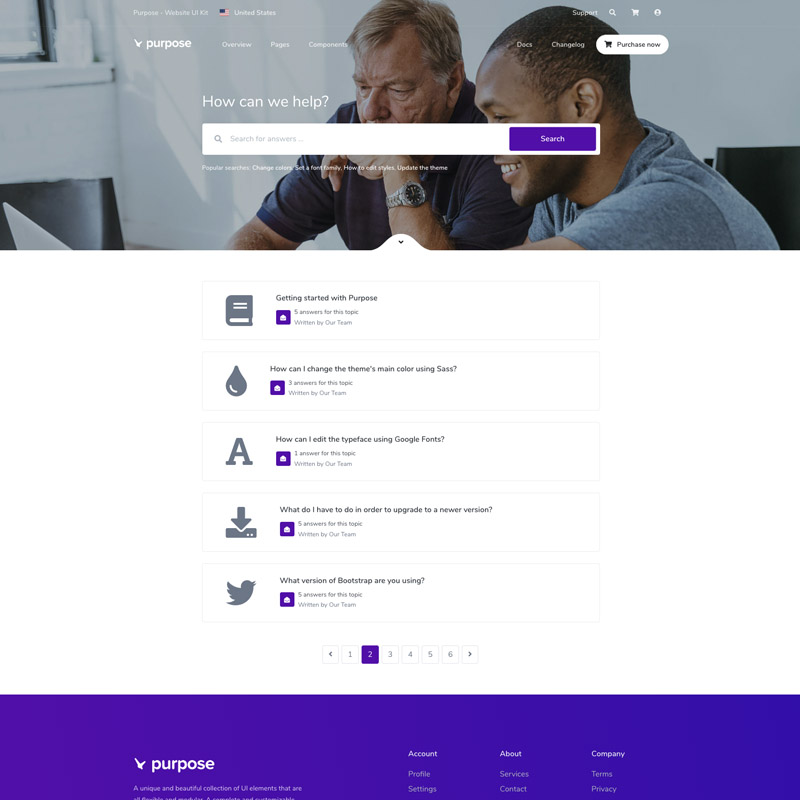 Purpose - Website UI Kit United States Support
purpose Overview Pages Components Docs Changelog Purchase now
How can we help?
Search for answers ... Search
Popular searches: Change colors, Set a font family, How to edit styles, Update the theme
Getting started with Purpose
5 answers for this topic
Written by Our Team
How can I change the theme's main color using Sass?
3 answers for this topic
Written by Our Team
A
How can I edit the typeface using Google Fonts?
1 answer for this topic
Written by Our Team
What do I have to do in order to upgrade to a newer version?
5 answers for this topic
Written by Our Team
What version of Bootstrap are you using?
5 answers for this topic
Written by Our Team
1 2 3 4 5 6
purpose
A unique and beautiful collection of UI elements that are
all flexible and modular. A complete and customizable
Account About Company
Profile Services Terms
Settings Contact Privacy